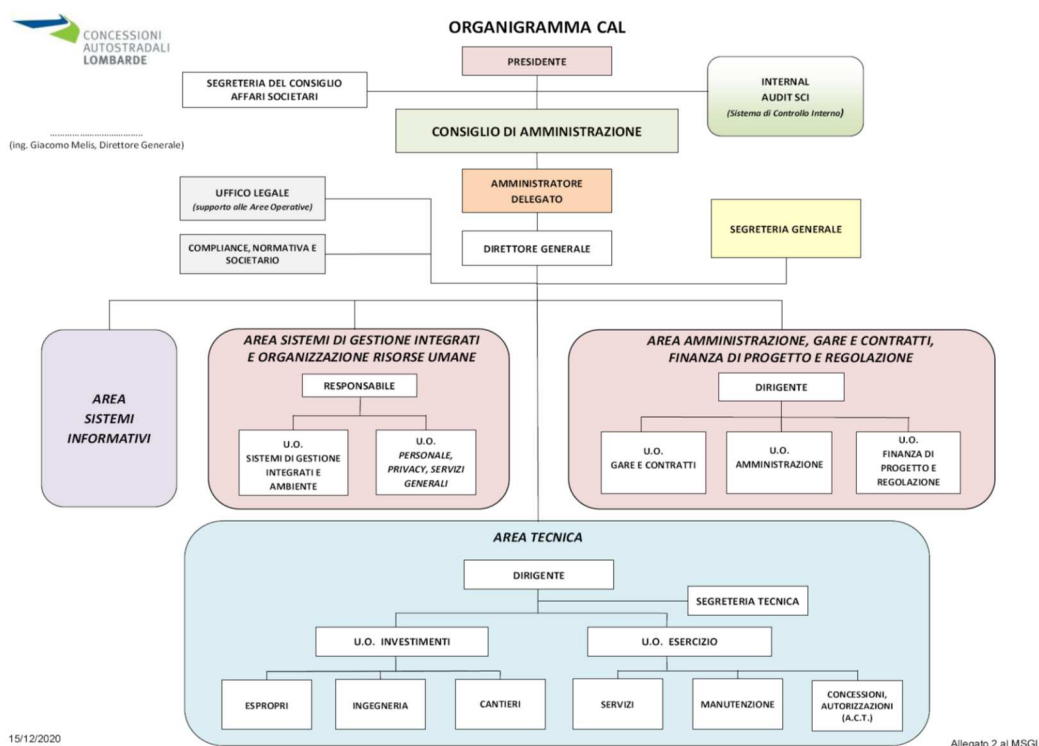 CONCESSIONI
AUTOSTRADALI
LOMBARDE
ORGANIGRAMMA CAL
PRESIDENTE
SEGRETERIA DEL CONSIGLIO
AFFARI SOCIETARI
INTERNAL
AUDIT SCI
(Sistema di Controllo Interno)
......................................
(ing. Giacomo Melis, Direttore Generale)
CONSIGLIO DI AMMINISTRAZIONE
AMMINISTRATORE
DELEGATO
UFFICO LEGALE
(supporto alle Aree Operative)
SEGRETERIA GENERALE
COMPLIANCE, NORMATIVA E
SOCIETARIO
DIRETTORE GENERALE
AREA
SISTEMI
INFORMATIVI
AREA SISTEMI DI GESTIONE INTEGRATI
E ORGANIZZAZIONE RISORSE UMANE
RESPONSABILE
U.O.
SISTEMI DI GESTIONE
INTEGRATI E
AMBIENTE
U.O.
PERSONALE,
PRIVACY, SERVIZI
GENERALI
AREA AMMINISTRAZIONE, GARE E CONTRATTI,
FINANZA DI PROGETTO E REGOLAZIONE
DIRIGENTE
U.O.
GARE E CONTRATTI
U.O.
AMMINISTRAZIONE
U.O.
FINANZA DI
PROGETTO E
REGOLAZIONE
AREA TECNICA
DIRIGENTE
SEGRETERIA TECNICA
U.O. INVESTIMENTI
U.O. ESERCIZIO
ESPROPRI
INGEGNERIA
CANTIERI
SERVIZI
MANUTENZIONE
CONCESSIONI,
AUTORIZZAZIONI
(A.C.T.)
15/12/2020
Allegato 2 al MSGI